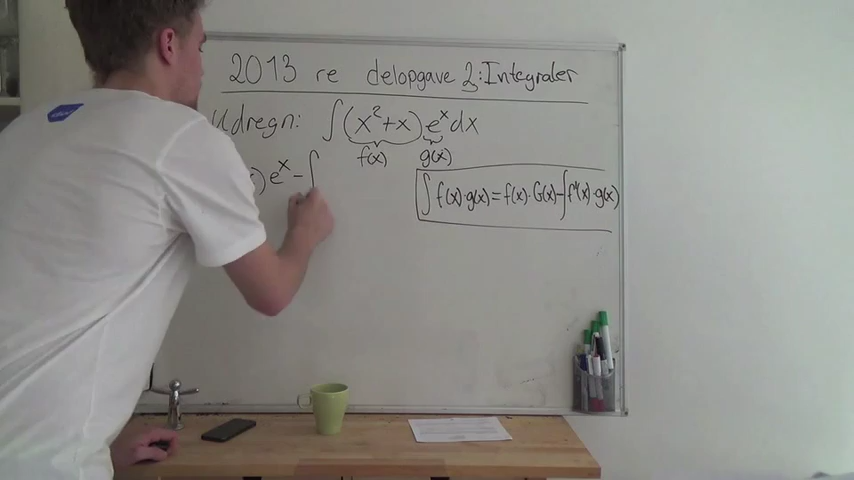 2013 re delopgave 2: Integraler
Udregn: ∫(x²+x)eˣdx
f(x) g(x)
)eˣ-∫
∫f(x)·g(x)=f(x)·G(x)-∫f'(x)·g(x)